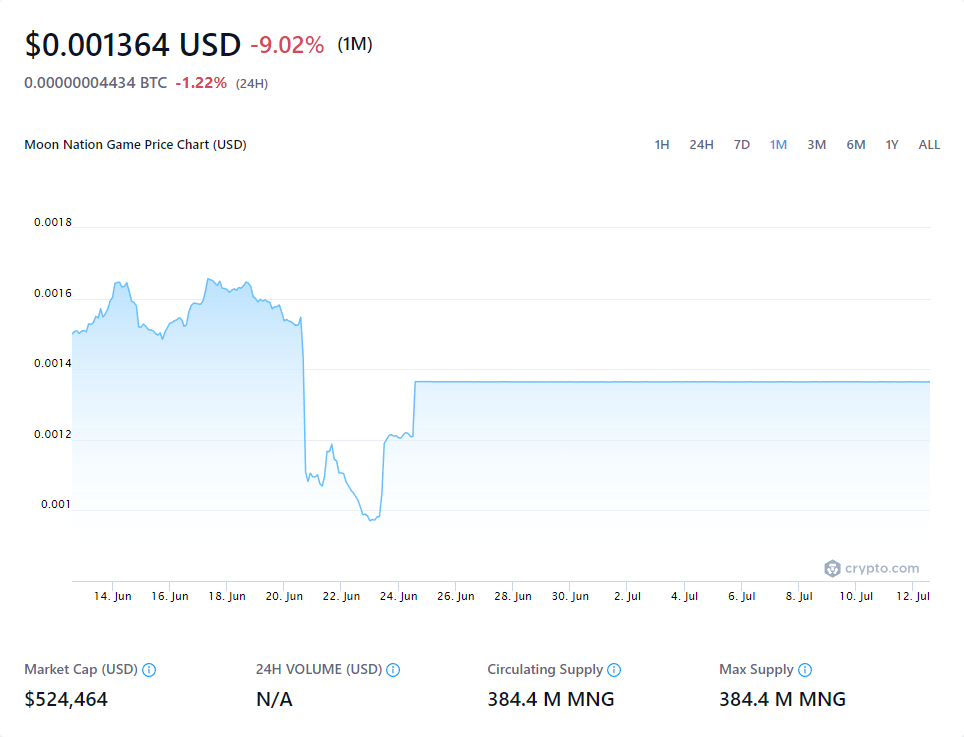 $0.001364 USD -9.02% (1M)
0.00000004434 BTC -1.22% (24H)
Moon Nation Game Price Chart (USD) 1H 24H 7D 1M 3M 6M 1Y ALL
0.0018
0.0016
0.0014
0.0012
0.001
crypto.com
14. Jun 16. Jun 18. Jun 20. Jun 22. Jun 24. Jun 26. Jun 28. Jun 30. Jun 2. Jul 4. Jul 6. Jul 8. Jul 10. Jul 12. Jul
Market Cap (USD) 24H VOLUME (USD) Circulating Supply Max Supply
$524,464 N/A 384.4 M MNG 384.4 M MNG